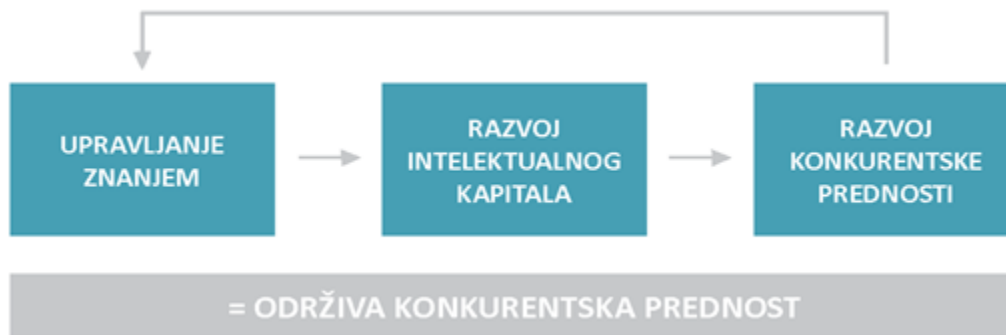 UPRAVLJANJE
ZNANJEM
RAZVOJ
INTELEKTUALNOG
KAPITALA
RAZVOJ
KONKURENTSKE
PREDNOSTI
= ODRŽIVA KONKURENTSKA PREDNOST